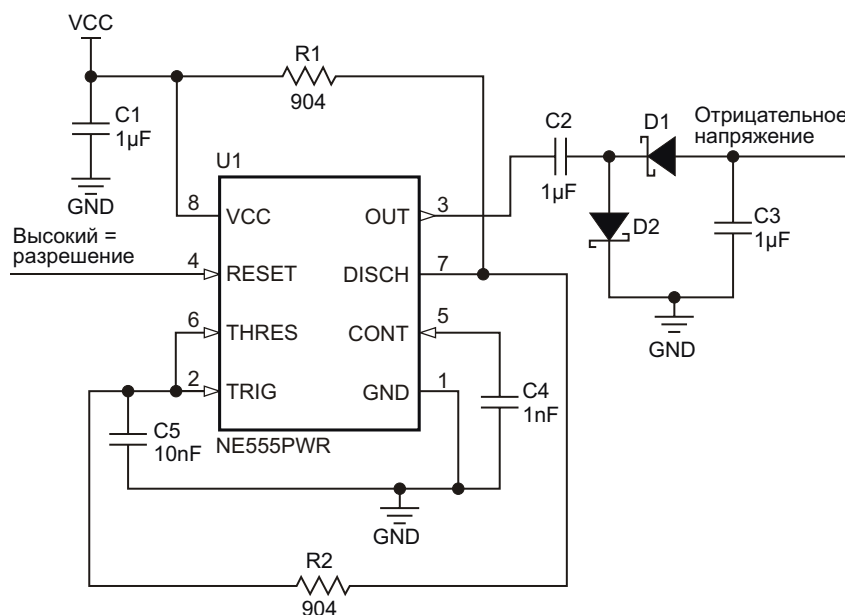 VCC
R1
904
C1
1µF
GND
U1
C2
1µF
D1
Отрицательное
напряжение
8
VCC
OUT
3
D2
C3
1µF
Высокий =
разрешение
4
RESET
DISCH
7
6
THRES
CONT
5
GND
2
TRIG
GND
1
C4
1nF
C5
10nF
NE555PWR
GND
R2
904